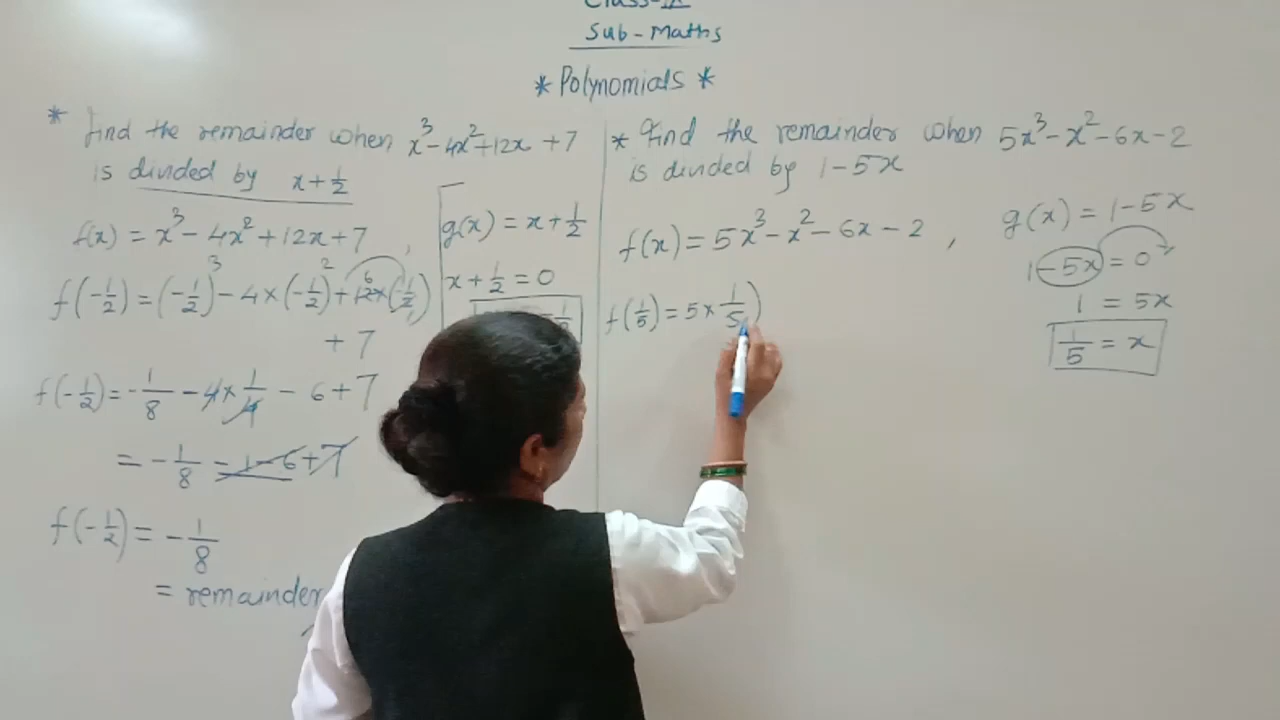 Class-IX
Sub-Maths
* Polynomials *
* Find the remainder when x³-4x²+12x+7
is divided by x+1/2
f(x) = x³-4x²+12x+7,
f(-1/2) = (-1/2)³-4×(-1/2)²+12×(-1/2)
+7
f(-1/2) = -1/8 -4×1/4 -6+7
= -1/8 = 1-6+7
f(-1/2) = -1/8
= remainder
g(x) = x+1/2
x+1/2 = 0
* Find the remainder when 5x³-x²-6x-2
is divided by 1-5x
f(x) = 5x³-x²-6x-2,
f(1/5) = 5×1/5)
g(x) = 1-5x
1-5x = 0
1 = 5x
1/5 = x